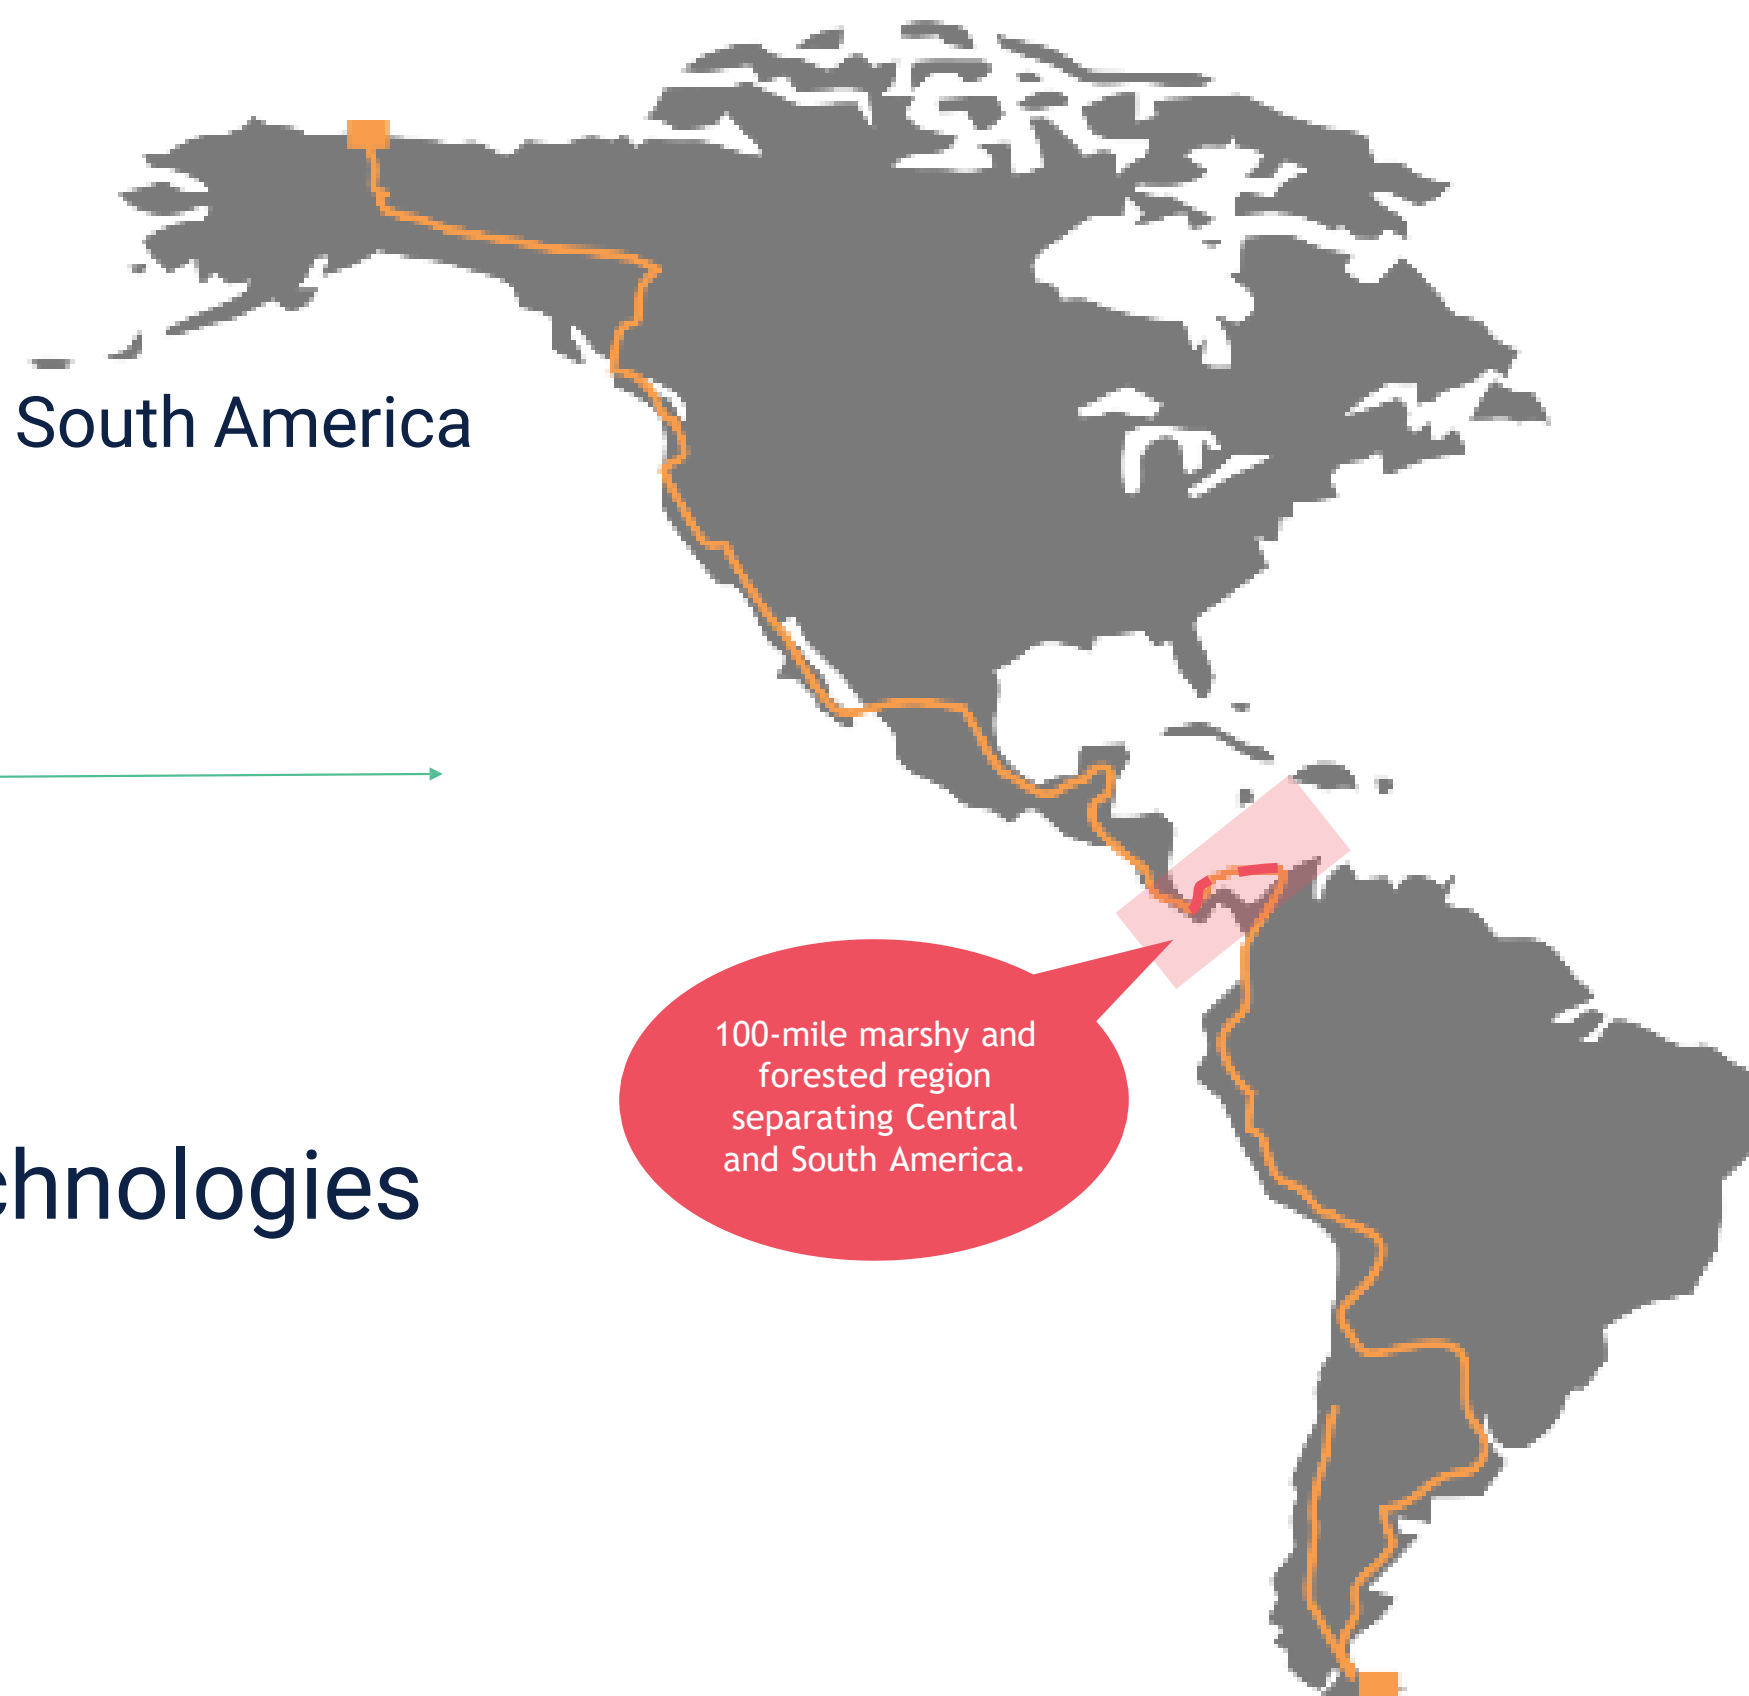 South America
100-mile marshy and
forested region
separating Central
and South America.
chnologies